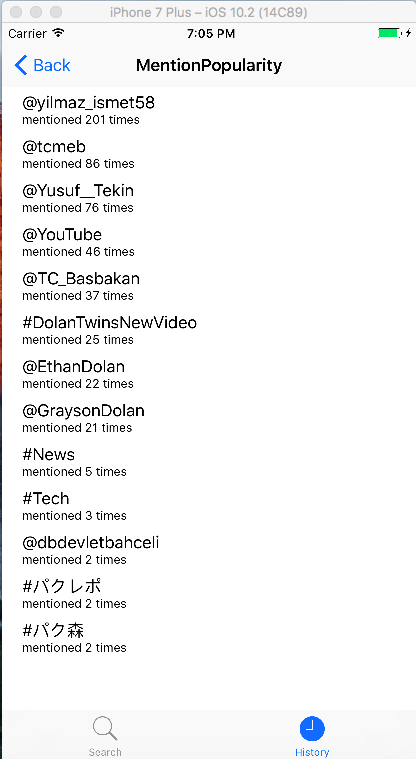 iPhone 7 Plus – iOS 10.2 (14C89)
Carrier 7:05 PM
Back MentionPopularity
@yilmaz_ismet58
mentioned 201 times
@tcmeb
mentioned 86 times
@Yusuf__Tekin
mentioned 76 times
@YouTube
mentioned 46 times
@TC_Basbakan
mentioned 37 times
#DolanTwinsNewVideo
mentioned 25 times
@EthanDolan
mentioned 22 times
@GraysonDolan
mentioned 21 times
#News
mentioned 5 times
#Tech
mentioned 3 times
@dbdevletbahceli
mentioned 2 times
#パクレポ
mentioned 2 times
#パク森
mentioned 2 times
Search History